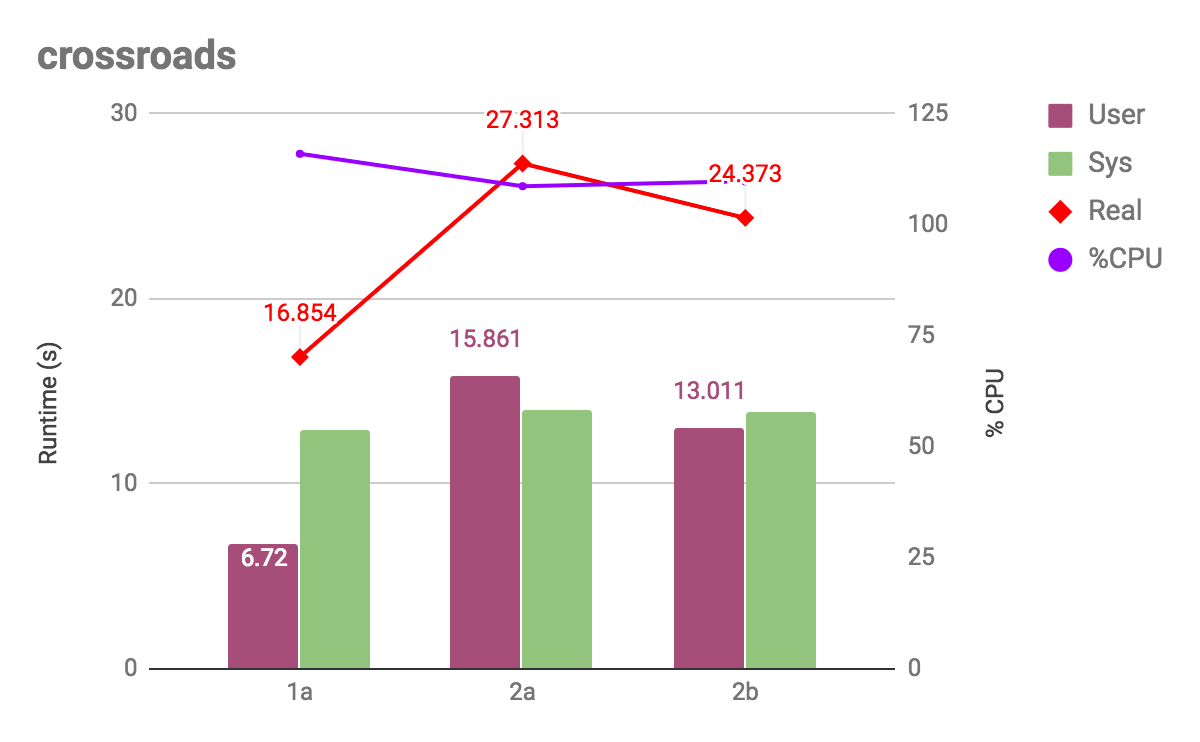 crossroads
30
20
10
0
Runtime (s)
125
100
75
50
25
0
% CPU
16.854
27.313
24.373
6.72
15.861
13.011
1a
2a
2b
User
Sys
Real
%CPU